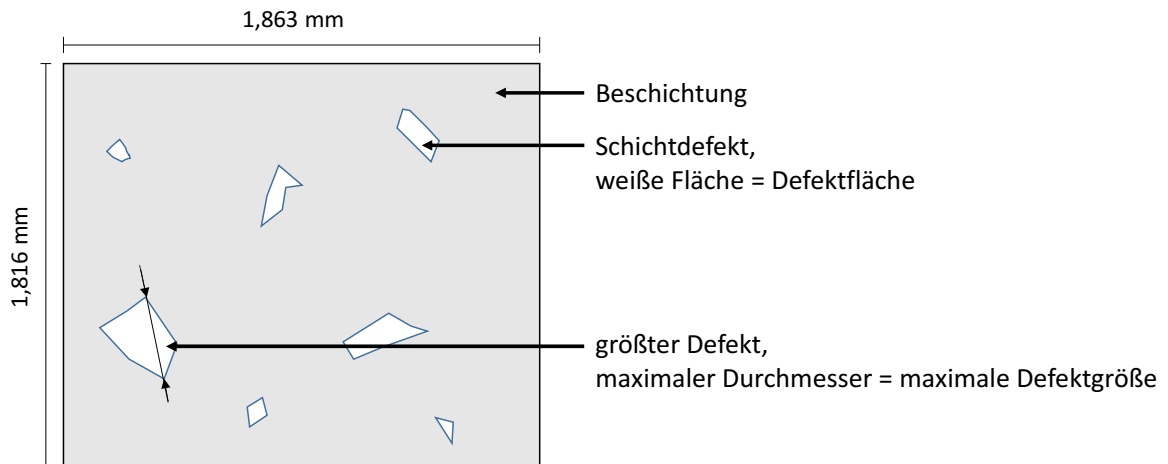 1,863 mm
Beschichtung
Schichtdefekt,
weiße Fläche = Defektfläche
1,816 mm
größter Defekt,
maximaler Durchmesser = maximale Defektgröße